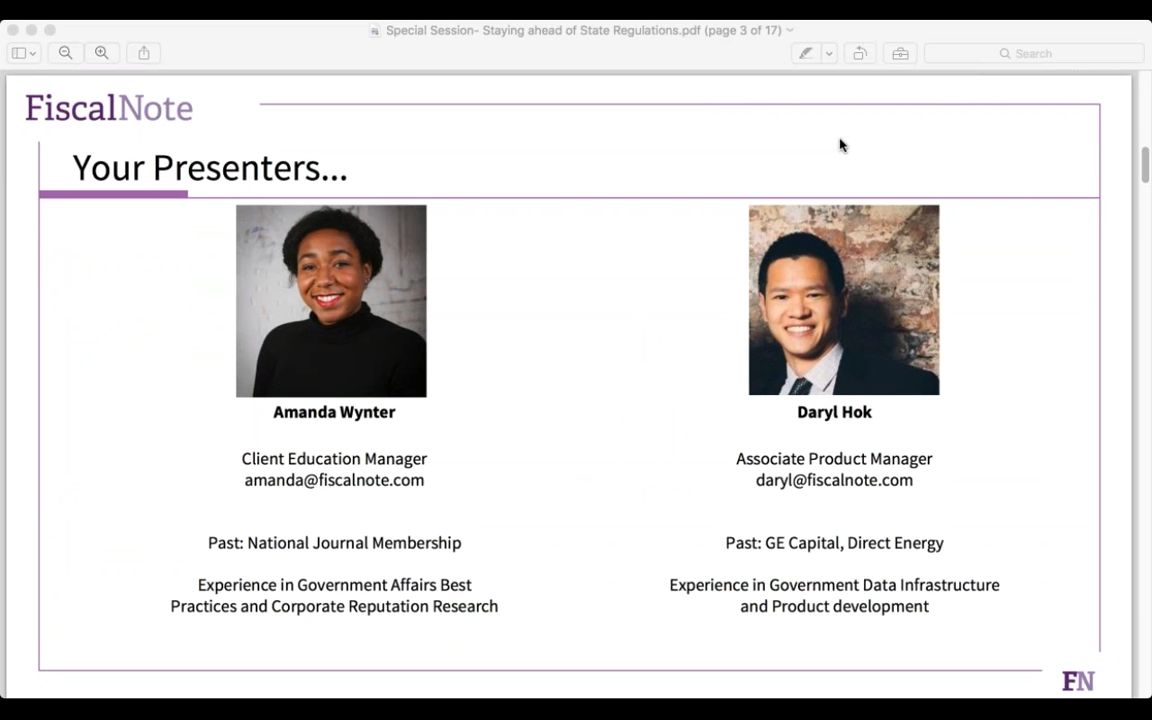 Special Session- Staying ahead of State Regulations.pdf (page 3 of 17)
Search
FiscalNote
Your Presenters...
Amanda Wynter
Client Education Manager
amanda@fiscalnote.com
Past: National Journal Membership
Experience in Government Affairs Best
Practices and Corporate Reputation Research
Daryl Hok
Associate Product Manager
daryl@fiscalnote.com
Past: GE Capital, Direct Energy
Experience in Government Data Infrastructure
and Product development
FN